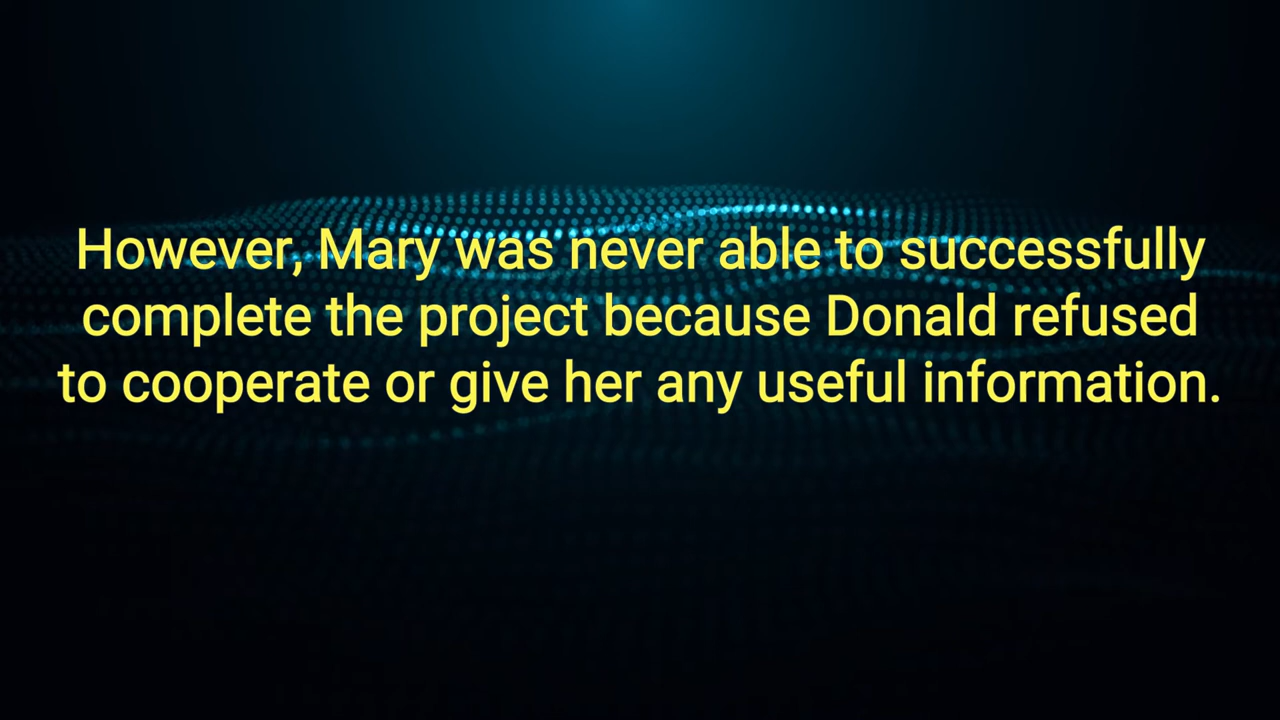 However, Mary was never able to successfully
complete the project because Donald refused
to cooperate or give her any useful information.